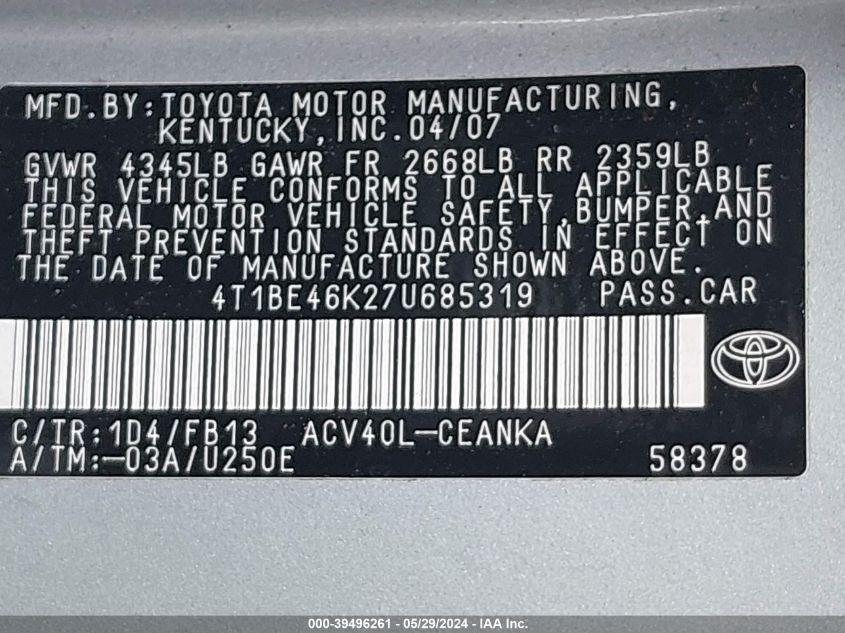 MFD.BY:TOYOTA MOTOR MANUFACTURING,
KENTUCKY,INC.04/07
GVWR 4345LB GAWR FR 2668LB RR 2359LB
THIS VEHICLE CONFORMS TO ALL APPLICABLE
FEDERAL MOTOR VEHICLE SAFETY,BUMPER,AND
THEFT PREVENTION STANDARDS IN EFFECT ON
THE DATE OF MANUFACTURE SHOWN ABOVE.
4T1BE46K27U685319 PASS.CAR
C/TR:1D4/FB13 ACV40L-CEANKA
A/TM:-03A/U250E 58378
000-39496261 - 05/29/2024 - IAA Inc.